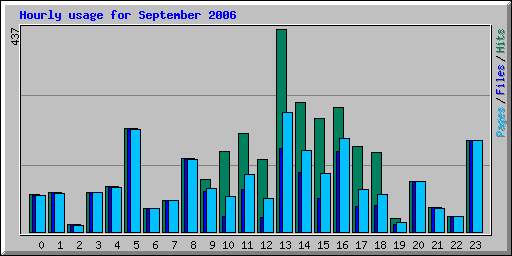 Hourly usage for September 2006
437
Pages / Files / Hits
0 1 2 3 4 5 6 7 8 9 10 11 12 13 14 15 16 17 18 19 20 21 22 23